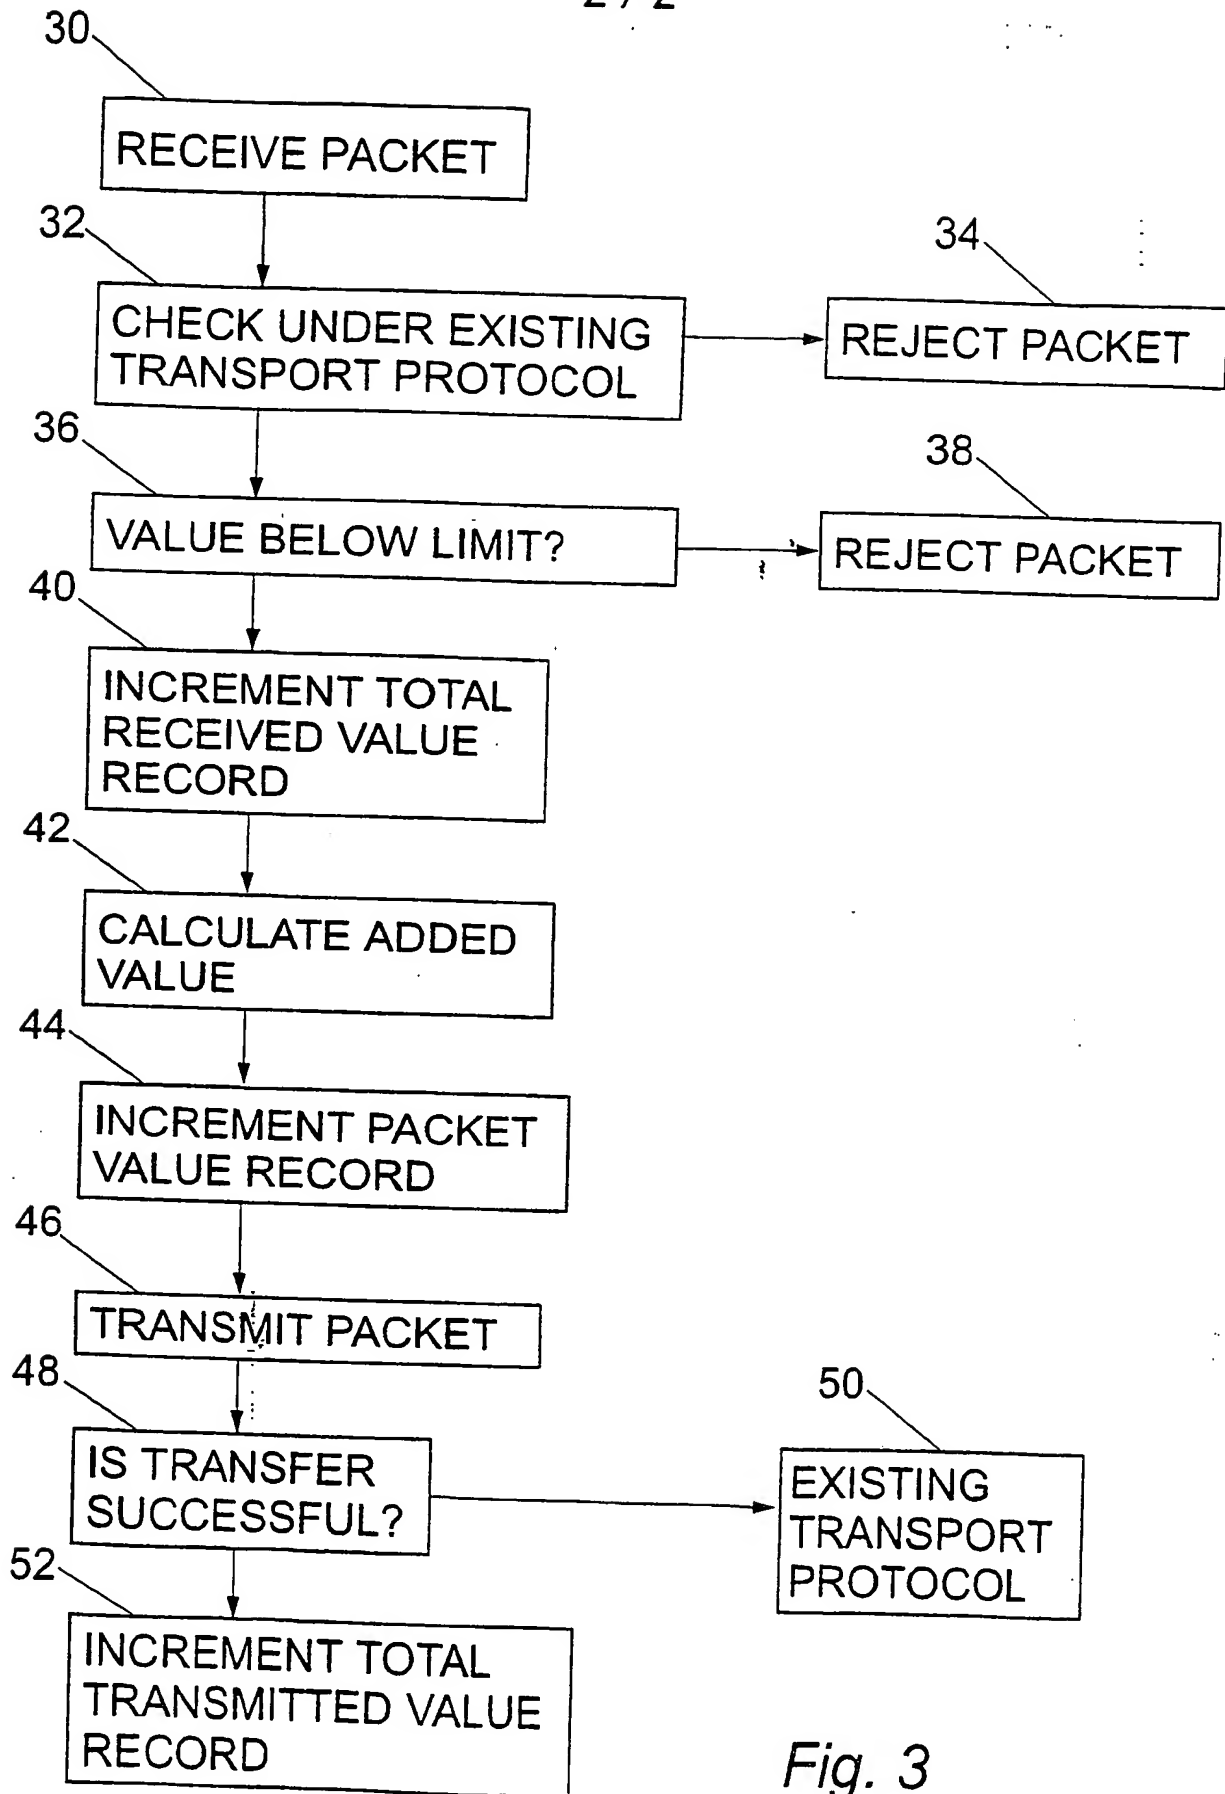 2 / 2
30
RECEIVE PACKET
32
CHECK UNDER EXISTING
TRANSPORT PROTOCOL
34
REJECT PACKET
36
VALUE BELOW LIMIT?
38
REJECT PACKET
40
INCREMENT TOTAL
RECEIVED VALUE
RECORD
42
CALCULATE ADDED
VALUE
44
INCREMENT PACKET
VALUE RECORD
46
TRANSMIT PACKET
48
IS TRANSFER
SUCCESSFUL?
50
EXISTING
TRANSPORT
PROTOCOL
52
INCREMENT TOTAL
TRANSMITTED VALUE
RECORD
Fig. 3